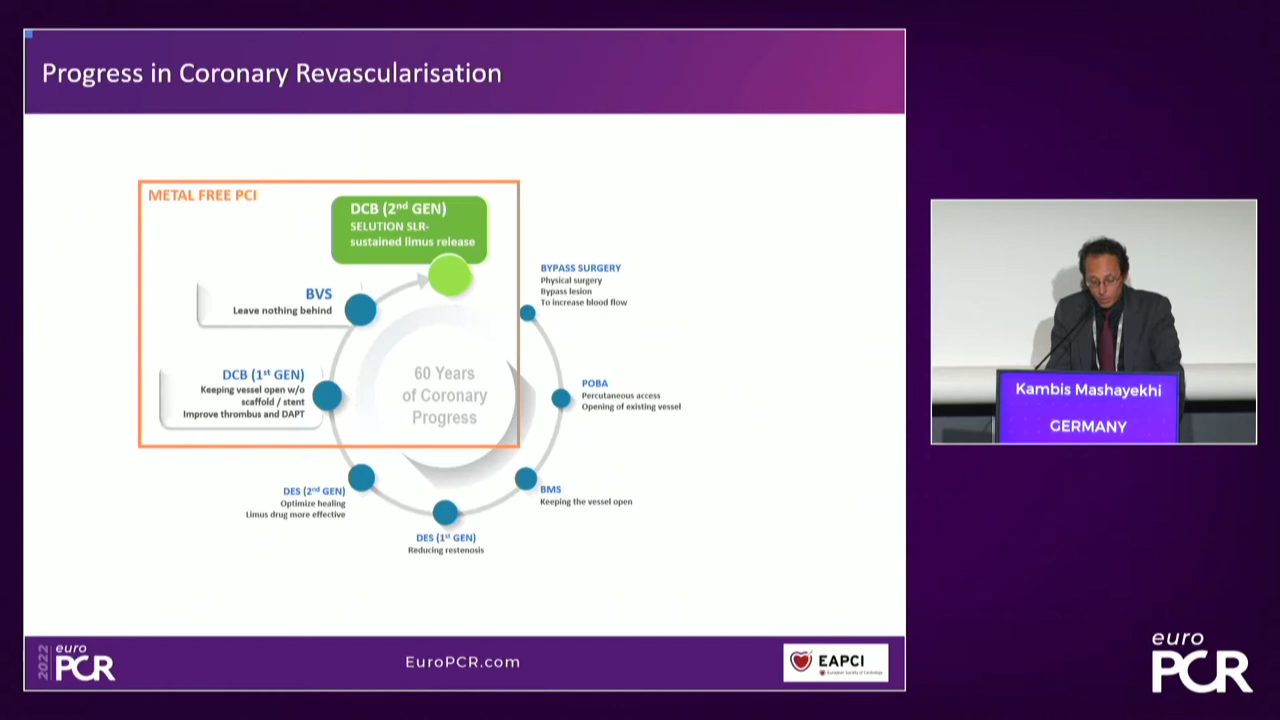 Progress in Coronary Revascularisation
METAL FREE PCI
DCB (2nd GEN)
SELUTION SLR-
sustained limus release
BVS
Leave nothing behind
DCB (1st GEN)
Keeping vessel open w/o
scaffold / stent
Improve thrombus and DAPT
DES (2nd GEN)
Optimize healing
Limus drug more effective
DES (1st GEN)
Reducing restenosis
BMS
Keeping the vessel open
POBA
Percutaneous access
Opening of existing vessel
BYPASS SURGERY
Physical surgery
Bypass lesion
To increase blood flow
60 Years
of Coronary
Progress
2022
euro
PCR
EuroPCR.com
EAPCI
European Society of Cardiology
Kambis Mashayekhi
GERMANY
euro
PCR